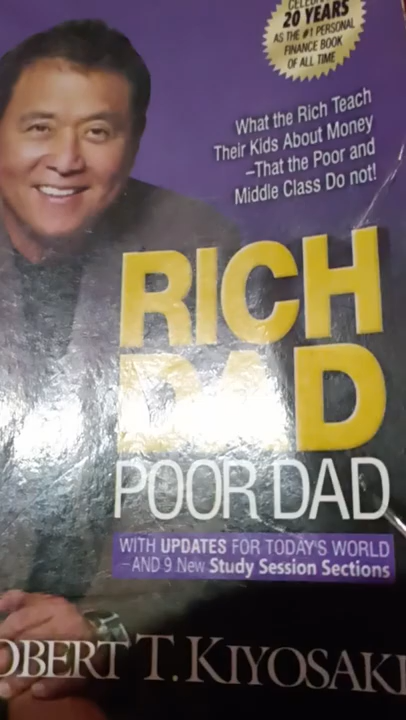 20 YEARS
AS THE #1 PERSONAL
FINANCE BOOK
OF ALL TIME
What the Rich Teach
Their Kids About Money
–That the Poor and
Middle Class Do not!
RICH
DAD
POOR DAD
WITH UPDATES FOR TODAY'S WORLD
–AND 9 New Study Session Sections
OBERT T. KIYOSAKI